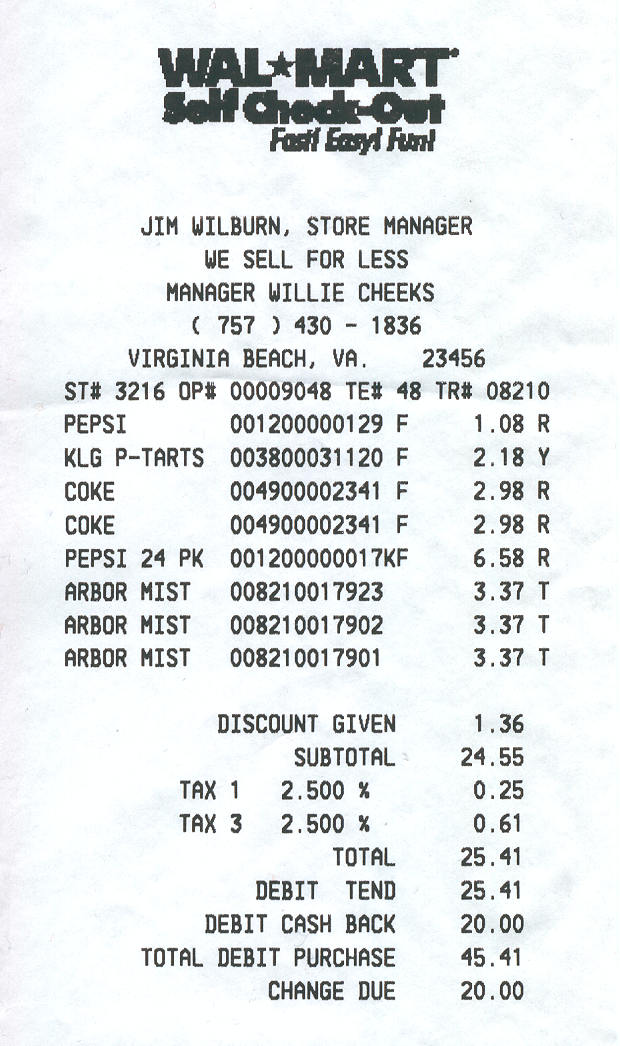 WAL★MART
Self Check-Out
Fast! Easy! Fun!
JIM WILBURN, STORE MANAGER
WE SELL FOR LESS
MANAGER WILLIE CHEEKS
( 757 ) 430 - 1836
VIRGINIA BEACH, VA. 23456
ST# 3216 OP# 00009048 TE# 48 TR# 08210
PEPSI 001200000129 F 1.08 R
KLG P-TARTS 003800031120 F 2.18 Y
COKE 004900002341 F 2.98 R
COKE 004900002341 F 2.98 R
PEPSI 24 PK 001200000017KF 6.58 R
ARBOR MIST 008210017923 3.37 T
ARBOR MIST 008210017902 3.37 T
ARBOR MIST 008210017901 3.37 T
DISCOUNT GIVEN 1.36
SUBTOTAL 24.55
TAX 1 2.500 % 0.25
TAX 3 2.500 % 0.61
TOTAL 25.41
DEBIT TEND 25.41
DEBIT CASH BACK 20.00
TOTAL DEBIT PURCHASE 45.41
CHANGE DUE 20.00